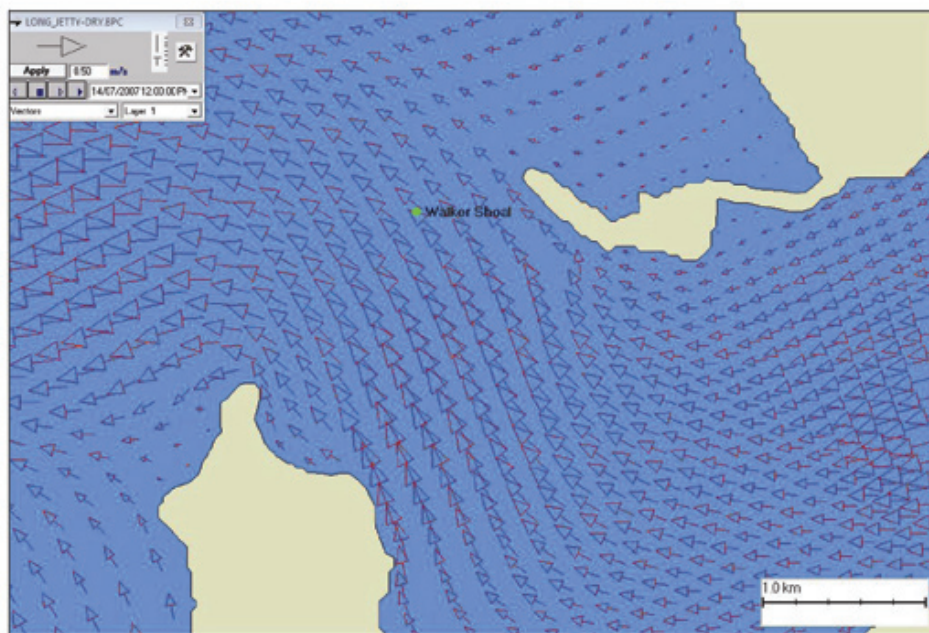 LONG_JETTY-DRY.BPC
Apply 0.50 m/s
14/07/2007 12:00:00 PM
Vectors Layer 1
Walker Shoal
1.0 km